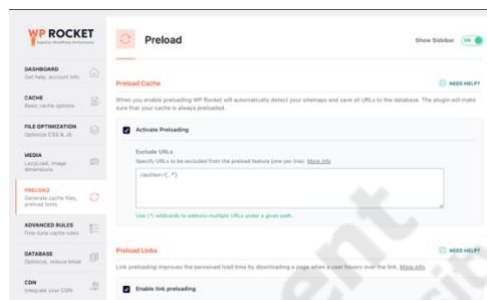 WP ROCKET
Superior WordPress Performance
Preload
Show Sidebar
ON
DASHBOARD
Get help, account info
CACHE
Basic cache options
FILE OPTIMIZATION
Optimize CSS & JS
MEDIA
LazyLoad, image
dimensions
PRELOAD
Generate cache files,
preload fonts
ADVANCED RULES
Fine-tune cache rules
DATABASE
Optimize, reduce bloat
CDN
Integrate your CDN
Preload Cache
NEED HELP?
When you enable preloading WP Rocket will automatically detect your sitemaps and save all URLs to the database. The plugin will make
sure that your cache is always preloaded.
Activate Preloading
Exclude URLs
Specify URLs to be excluded from the preload feature (one per line). More info
/author/(.*)
Use (.*) wildcards to address multiple URLs under a given path.
Preload Links
NEED HELP?
Link preloading improves the perceived load time by downloading a page when a user hovers over the link. More info
Enable link preloading